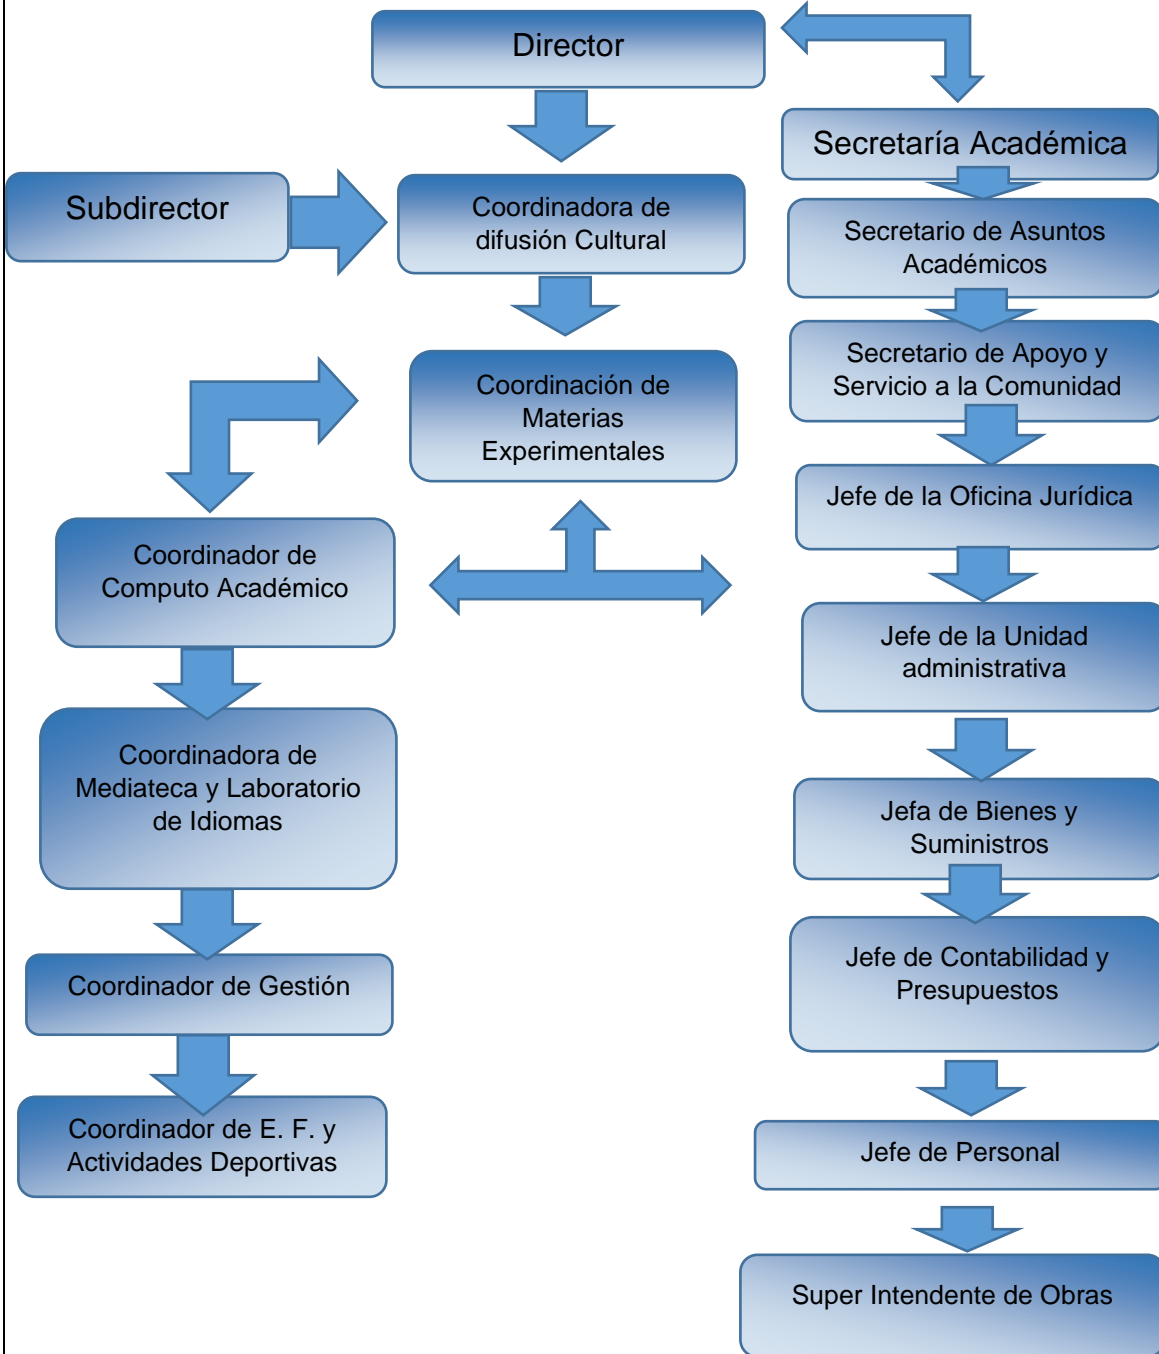 Director
Secretaría Académica
Subdirector
Coordinadora de
difusión Cultural
Secretario de Asuntos
Académicos
Secretario de Apoyo y
Servicio a la Comunidad
Coordinación de
Materias
Experimentales
Jefe de la Oficina Jurídica
Coordinador de
Computo Académico
Jefe de la Unidad
administrativa
Coordinadora de
Mediateca y Laboratorio
de Idiomas
Jefa de Bienes y
Suministros
Coordinador de Gestión
Jefe de Contabilidad y
Presupuestos
Coordinador de E. F. y
Actividades Deportivas
Jefe de Personal
Super Intendente de Obras